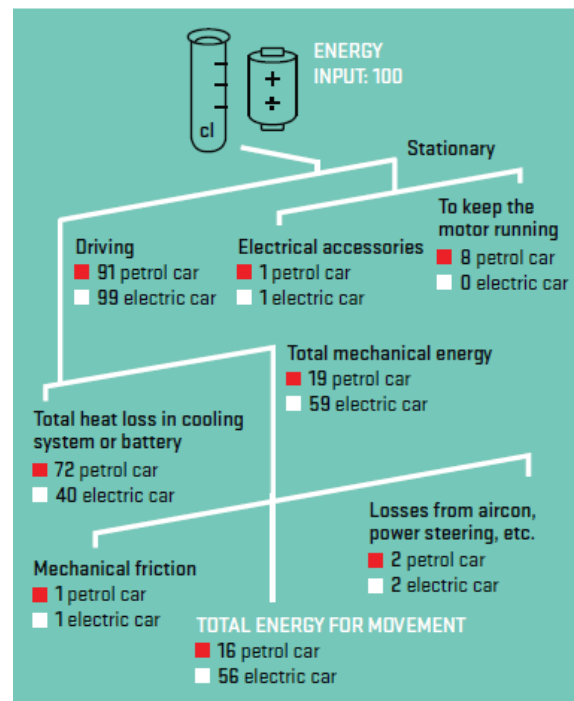 ENERGY
INPUT: 100
cl
Stationary
To keep the
motor running
8 petrol car
0 electric car
Driving
91 petrol car
99 electric car
Electrical accessories
1 petrol car
1 electric car
Total mechanical energy
19 petrol car
59 electric car
Total heat loss in cooling
system or battery
72 petrol car
40 electric car
Losses from aircon,
power steering, etc.
2 petrol car
2 electric car
Mechanical friction
1 petrol car
1 electric car
TOTAL ENERGY FOR MOVEMENT
16 petrol car
56 electric car